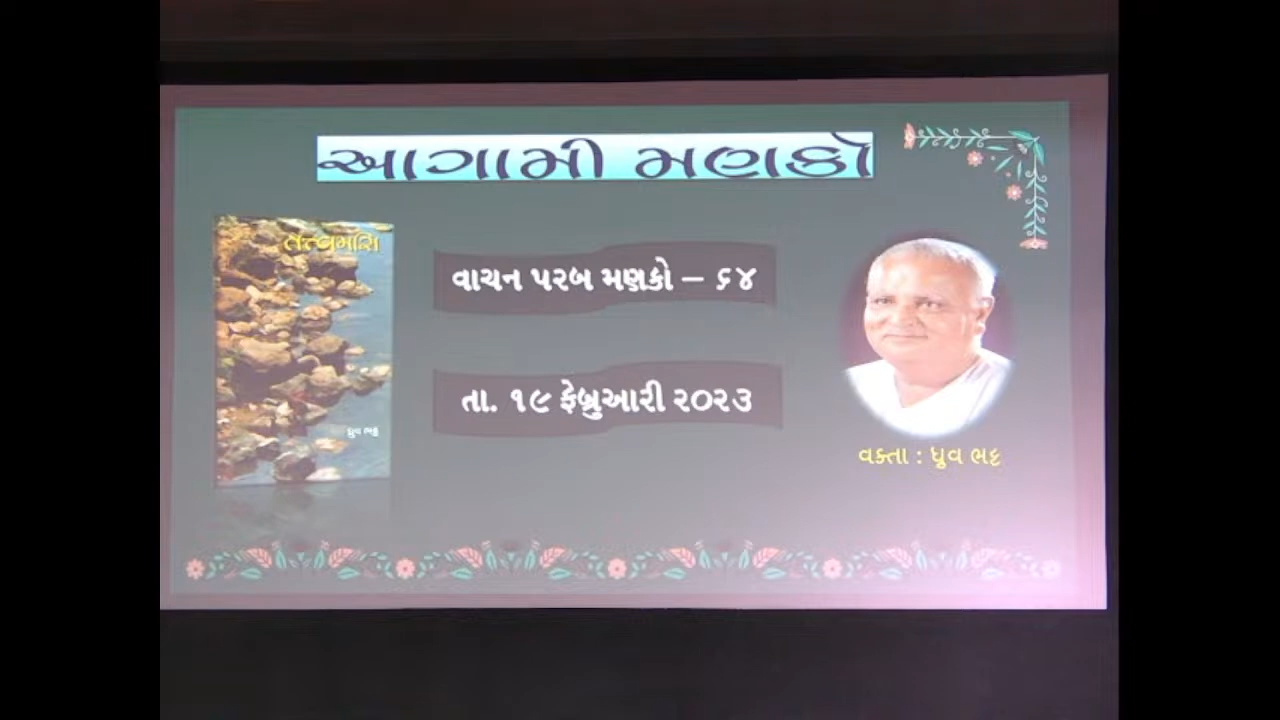 આગામી મણકો
તત્ત્વમસિ
વાચન પરબ મણકો – ૬૪
તા. ૧૯ ફેબ્રુઆરી ૨૦૨૩
ધ્રુવ ભટ્ટ
વક્તા : ધ્રુવ ભટ્ટ